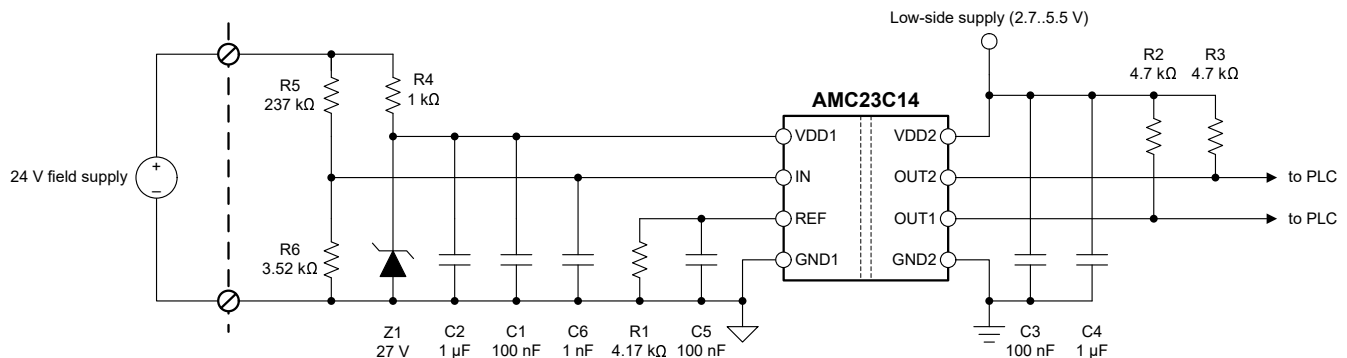 Low-side supply (2.7..5.5 V)
R5
237 kΩ
R4
1 kΩ
R2
4.7 kΩ
R3
4.7 kΩ
AMC23C14
VDD1
VDD2
24 V field supply
+
–
IN
OUT2
to PLC
REF
OUT1
to PLC
R6
3.52 kΩ
GND1
GND2
Z1
27 V
C2
1 µF
C1
100 nF
C6
1 nF
R1
4.17 kΩ
C5
100 nF
C3
100 nF
C4
1 µF